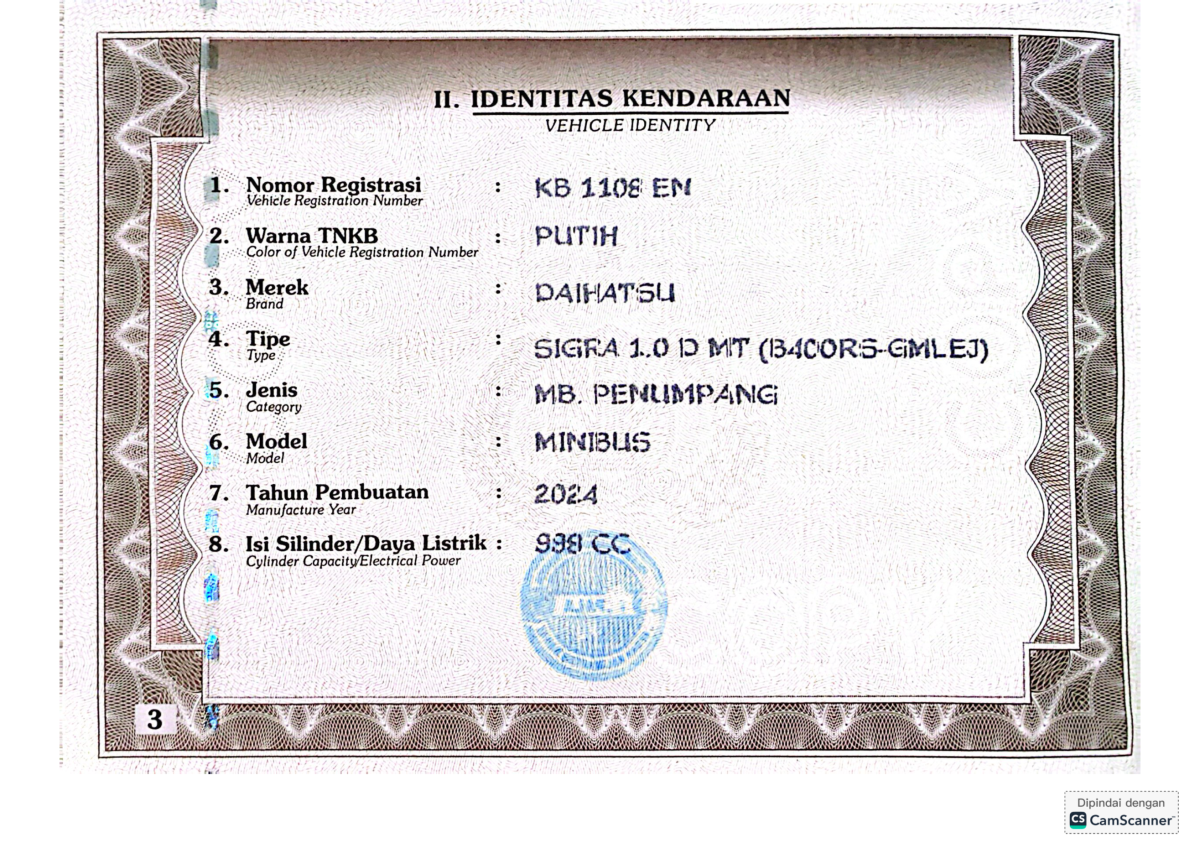 II. IDENTITAS KENDARAAN
VEHICLE IDENTITY
1. Nomor Registrasi : KB 1108 EM
Vehicle Registration Number
2. Warna TNKB : PUTIH
Color of Vehicle Registration Number
3. Merek : DAIHATSU
Brand
4. Tipe : SIGRA 1.0 D MT (B400RS-GMLEJ)
Type
5. Jenis : MB. PENUMPANG
Category
6. Model : MINIBUS
Model
7. Tahun Pembuatan : 2024
Manufacture Year
8. Isi Silinder/Daya Listrik : 998 CC
Cylinder Capacity/Electrical Power
3
Dipindai dengan
CS CamScanner